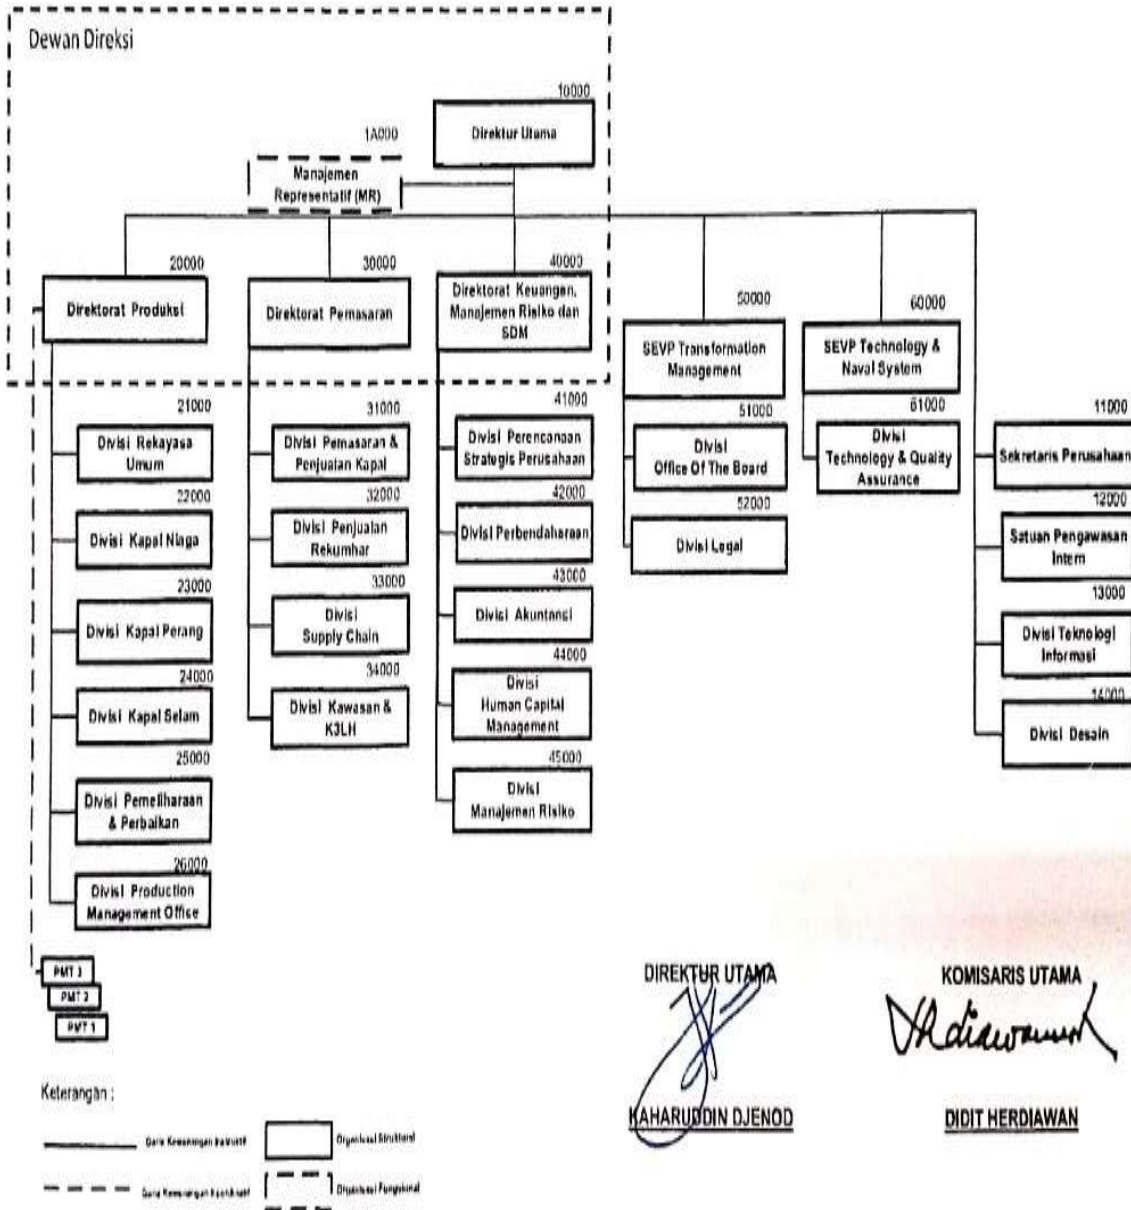 Dewan Direksi
10000
Direktur Utama
1A000
Manajemen
Representatif (MR)
20000
Direktorat Produksi
30000
Direktorat Pemasaran
40000
Direktorat Keuangan,
Manajemen Risiko dan
SDM
50000
SEVP Transformation
Management
60000
SEVP Technology &
Naval System
21000
Divisi Rekayasa
Umum
22000
Divisi Kapal Niaga
23000
Divisi Kapal Perang
24000
Divisi Kapal Selam
25000
Divisi Pemeliharaan
& Perbaikan
26000
Divisi Production
Management Office
31000
Divisi Pemasaran &
Penjualan Kapal
32000
Divisi Penjualan
Rekumhar
33000
Divisi
Supply Chain
34000
Divisi Kawasan &
K3LH
41000
Divisi Perencanaan
Strategis Perusahaan
42000
Divisi Perbendaharaan
43000
Divisi Akuntansi
44000
Divisi
Human Capital
Management
45000
Divisi
Manajemen Risiko
51000
Divisi
Office Of The Board
52000
Divisi Legal
61000
Divisi
Technology & Quality
Assurance
11000
Sekretaris Perusahaan
12000
Satuan Pengawasan
Intern
13000
Divisi Teknologi
Informasi
14000
Divisi Desain
PMT 3
PMT 2
PMT 1
DIREKTUR UTAMA
KAHARUDDIN DJENOD
KOMISARIS UTAMA
DIDIT HERDIAWAN
Keterangan :
Organisasi Struktural
Organisasi Fungsional